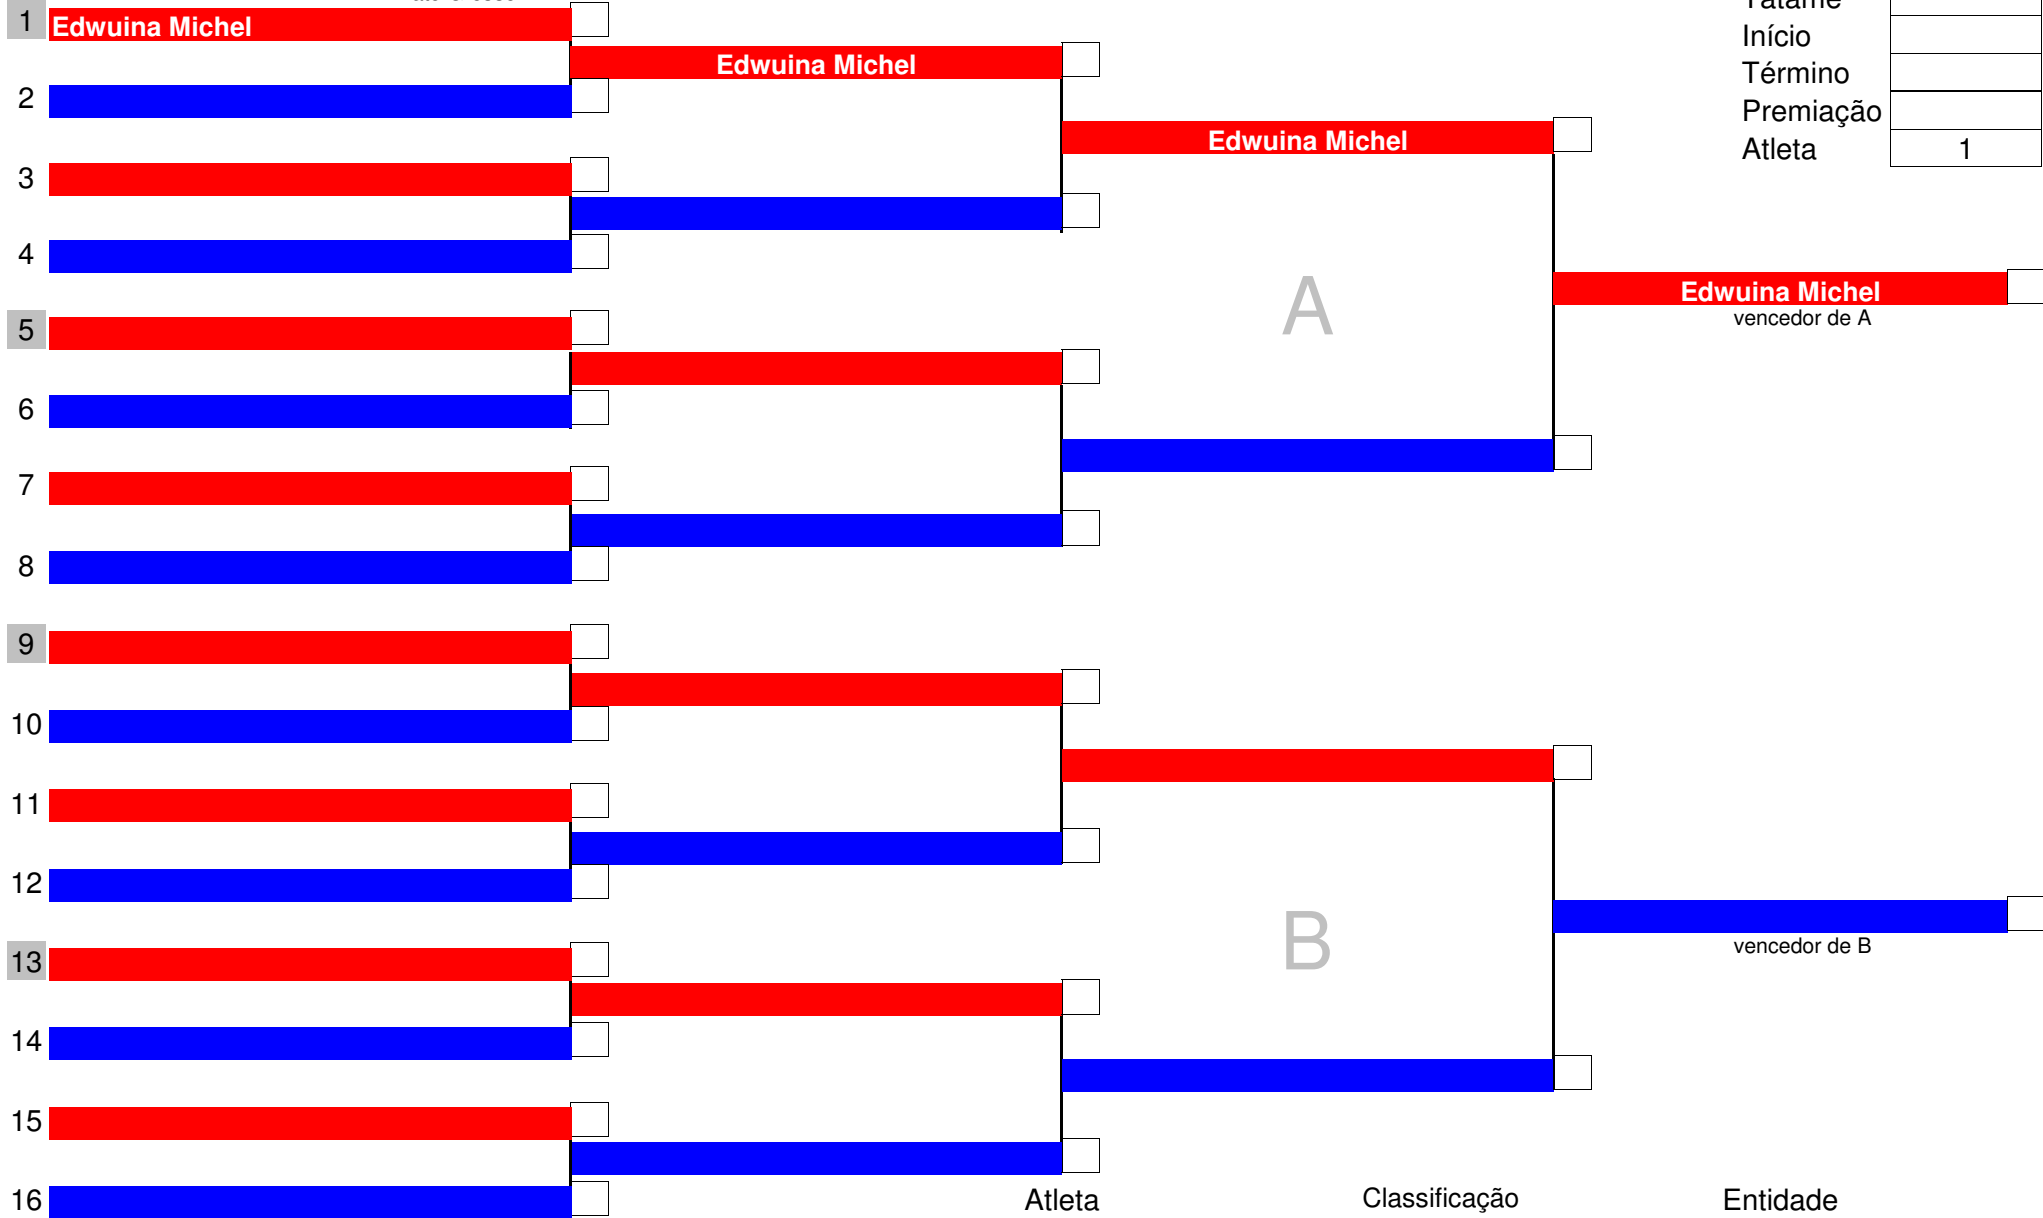 1 Edwuina Michel
Tatame
Início
Edwuina Michel
Término
2
Premiação
Edwuina Michel
Atleta 1
3
4
Edwuina Michel
A
vencedor de A
5
6
7
8
9
10
11
12
B
13
vencedor de B
14
15
16
Atleta Classificação Entidade